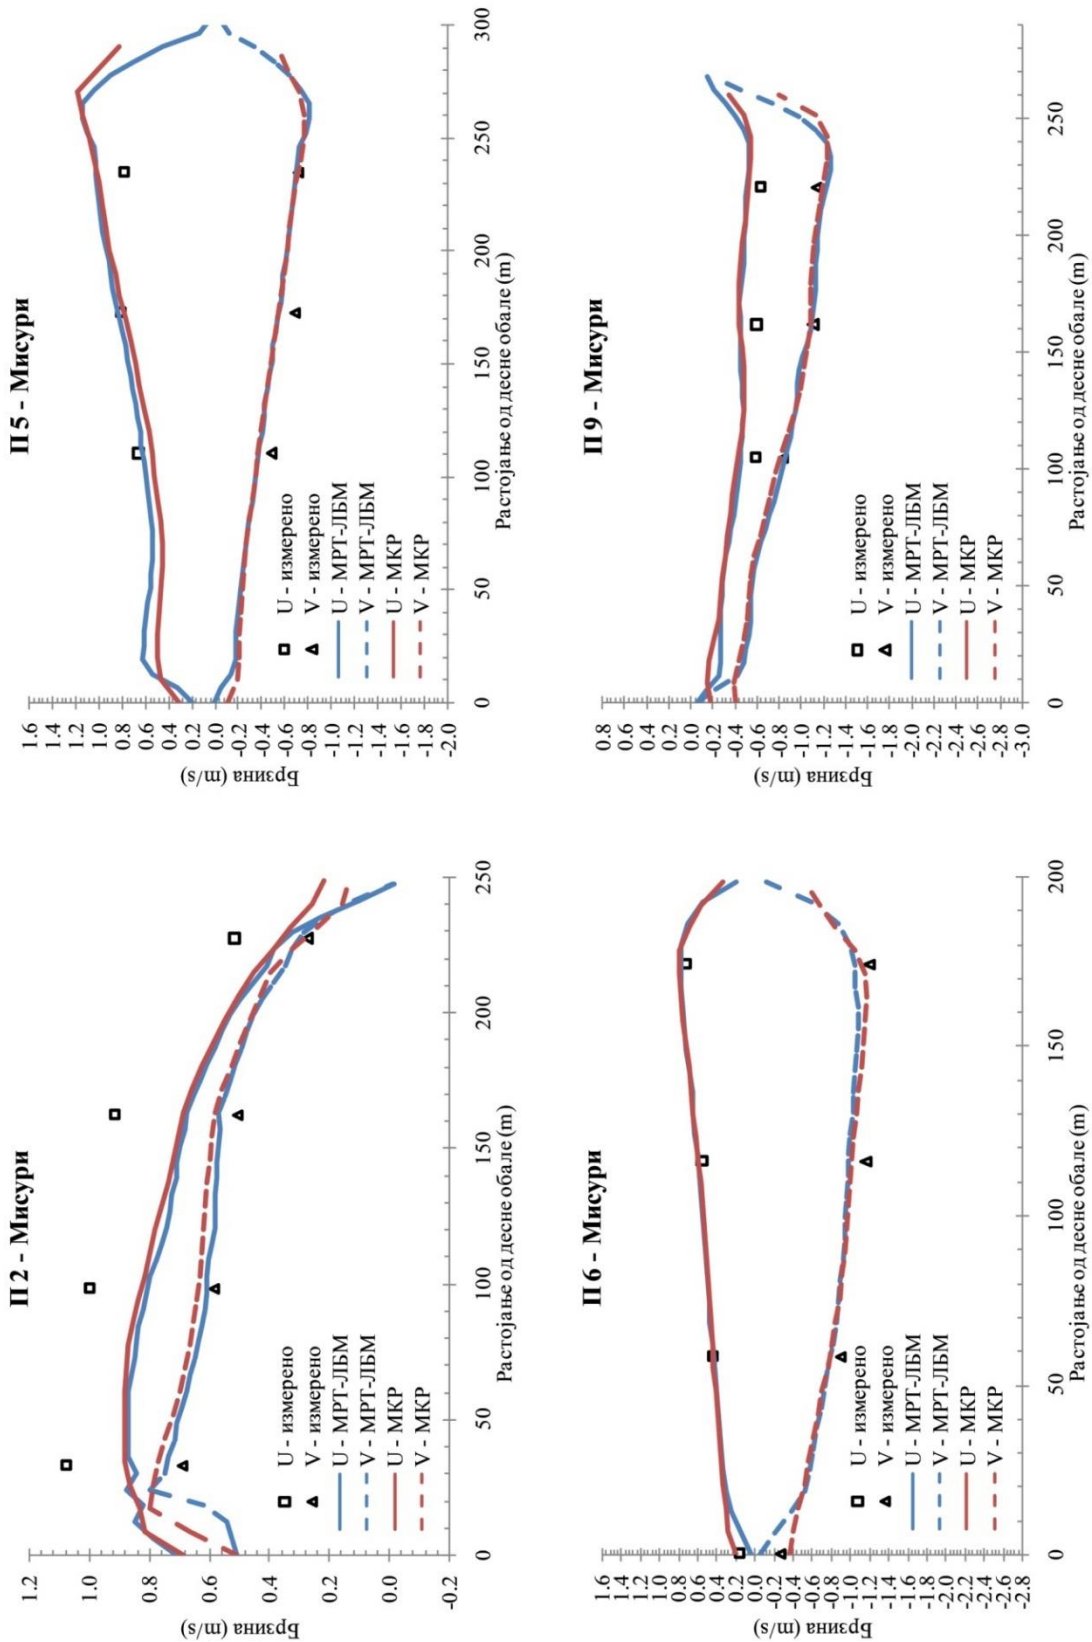 П2 - Мисури
Брзина (m/s)
1.2
1.0
0.8
0.6
0.4
0.2
0.0
-0.2
U - измерено
V - измерено
U - МРТ-ЛБМ
V - МРТ-ЛБМ
U - МКР
V - МКР
0 50 100 150 200 250
Растојање од десне обале (m)
П5 - Мисури
Брзина (m/s)
1.6
1.4
1.2
1.0
0.8
0.6
0.4
0.2
0.0
-0.2
-0.4
-0.6
-0.8
-1.0
-1.2
-1.4
-1.6
-1.8
-2.0
U - измерено
V - измерено
U - МРТ-ЛБМ
V - МРТ-ЛБМ
U - МКР
V - МКР
0 50 100 150 200 250 300
Растојање од десне обале (m)
П6 - Мисури
Брзина (m/s)
1.6
1.4
1.2
1.0
0.8
0.6
0.4
0.2
0.0
-0.2
-0.4
-0.6
-0.8
-1.0
-1.2
-1.4
-1.6
-1.8
-2.0
-2.2
-2.4
-2.6
-2.8
U - измерено
V - измерено
U - МРТ-ЛБМ
V - МРТ-ЛБМ
U - МКР
V - МКР
0 50 100 150 200
Растојање од десне обале (m)
П9 - Мисури
Брзина (m/s)
0.8
0.6
0.4
0.2
0.0
-0.2
-0.4
-0.6
-0.8
-1.0
-1.2
-1.4
-1.6
-1.8
-2.0
-2.2
-2.4
-2.6
-2.8
-3.0
U - измерено
V - измерено
U - МРТ-ЛБМ
V - МРТ-ЛБМ
U - МКР
V - МКР
0 50 100 150 200 250
Растојање од десне обале (m)